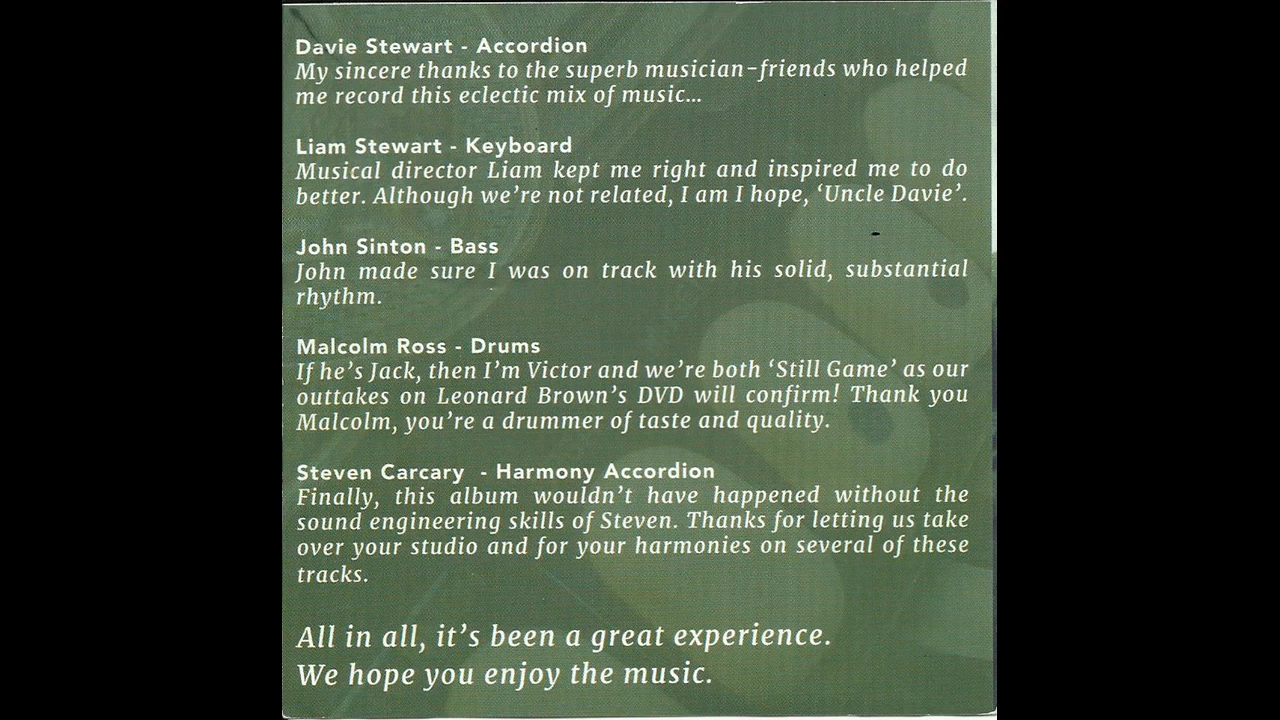 Davie Stewart - Accordion
My sincere thanks to the superb musician-friends who helped
me record this eclectic mix of music...
Liam Stewart - Keyboard
Musical director Liam kept me right and inspired me to do
better. Although we're not related, I am I hope, ‘Uncle Davie’.
John Sinton - Bass
John made sure I was on track with his solid, substantial
rhythm.
Malcolm Ross - Drums
If he's Jack, then I'm Victor and we're both ‘Still Game’ as our
outtakes on Leonard Brown's DVD will confirm! Thank you
Malcolm, you're a drummer of taste and quality.
Steven Carcary  - Harmony Accordion
Finally, this album wouldn't have happened without the
sound engineering skills of Steven. Thanks for letting us take
over your studio and for your harmonies on several of these
tracks.
All in all, it's been a great experience.
We hope you enjoy the music.